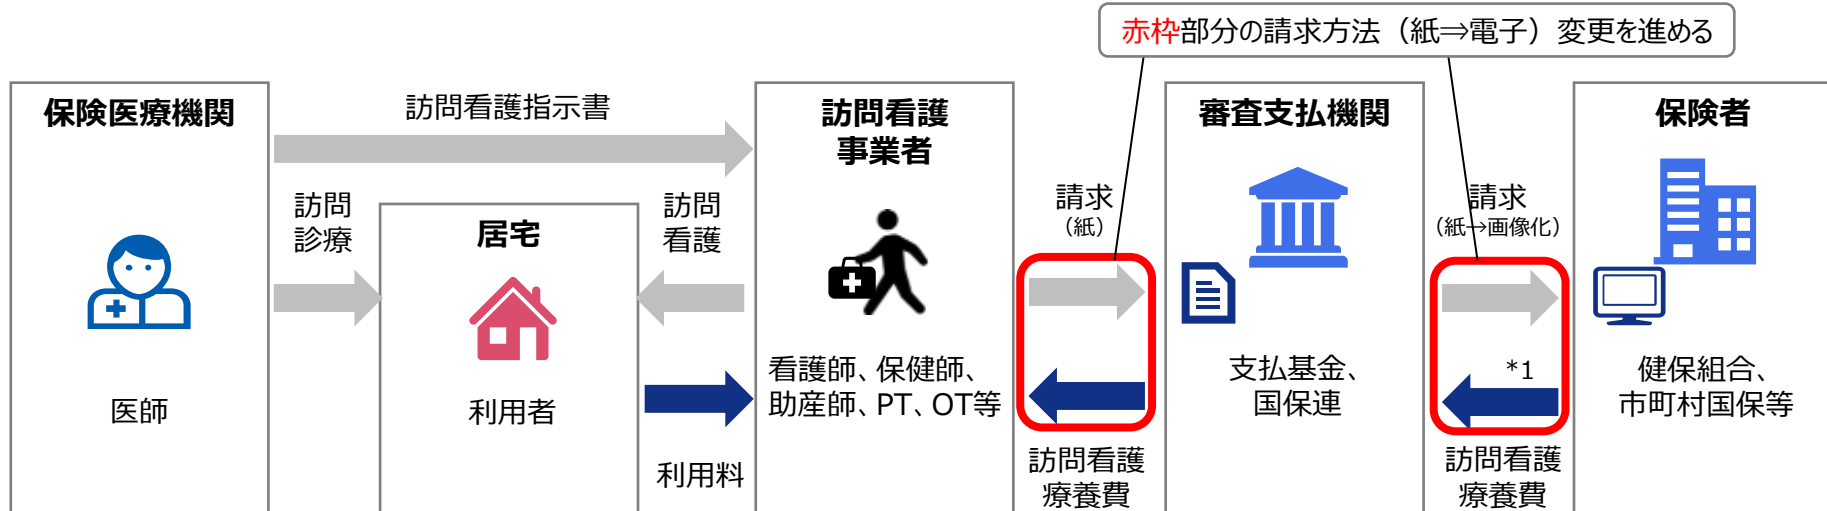 赤枠部分の請求方法（紙⇒電子）変更を進める
保険医療機関
訪問看護指示書
訪問看護
事業者
審査支払機関
保険者
訪問
診療
居宅
訪問
看護
請求
（紙）
請求
（紙→画像化）
医師
利用者
看護師、保健師、
助産師、PT、OT等
支払基金、
国保連
*1
健保組合、
市町村国保等
利用料
訪問看護
療養費
訪問看護
療養費